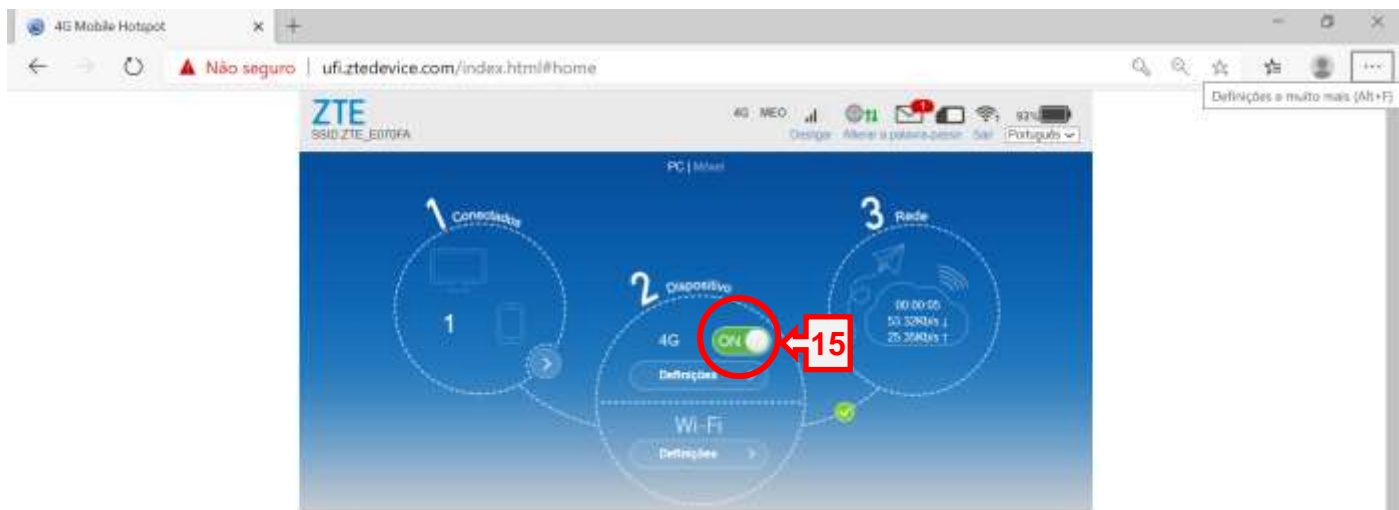 4G Mobile Hotspot
Não seguro | ufi.ztedevice.com/index.html#home
Definições e muito mais (Alt+F)
ZTE
SSID:ZTE_E070FA
4G MEO
1
93%
Desligar Alterar a palavra-passe Sair Português
PC | Móvel
1 Conectados
1
2 Dispositivo
4G ON
15
Definições
Wi-Fi
Definições
3 Rede
00:00:05
53.32Kb/s ↓
25.35Kb/s ↑